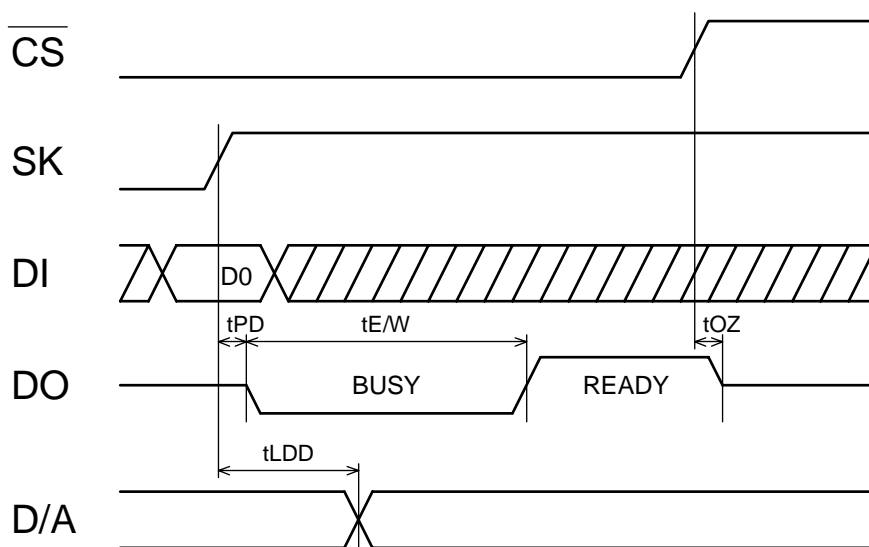 CS
SK
DI
D0
tPD tE/W tOZ
DO
BUSY READY
tLDD
D/A